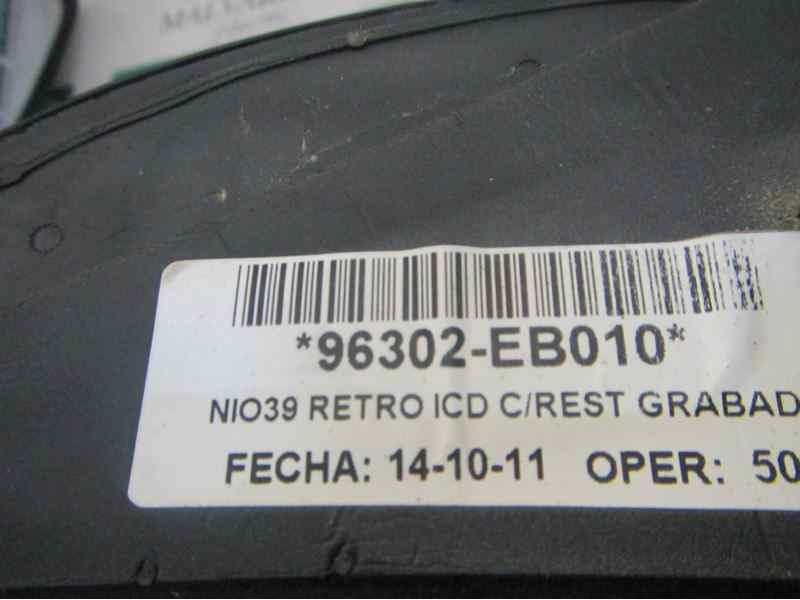 *96302-EB010*
NIO39 RETRO ICD C/REST GRABAD
FECHA: 14-10-11 OPER: 50